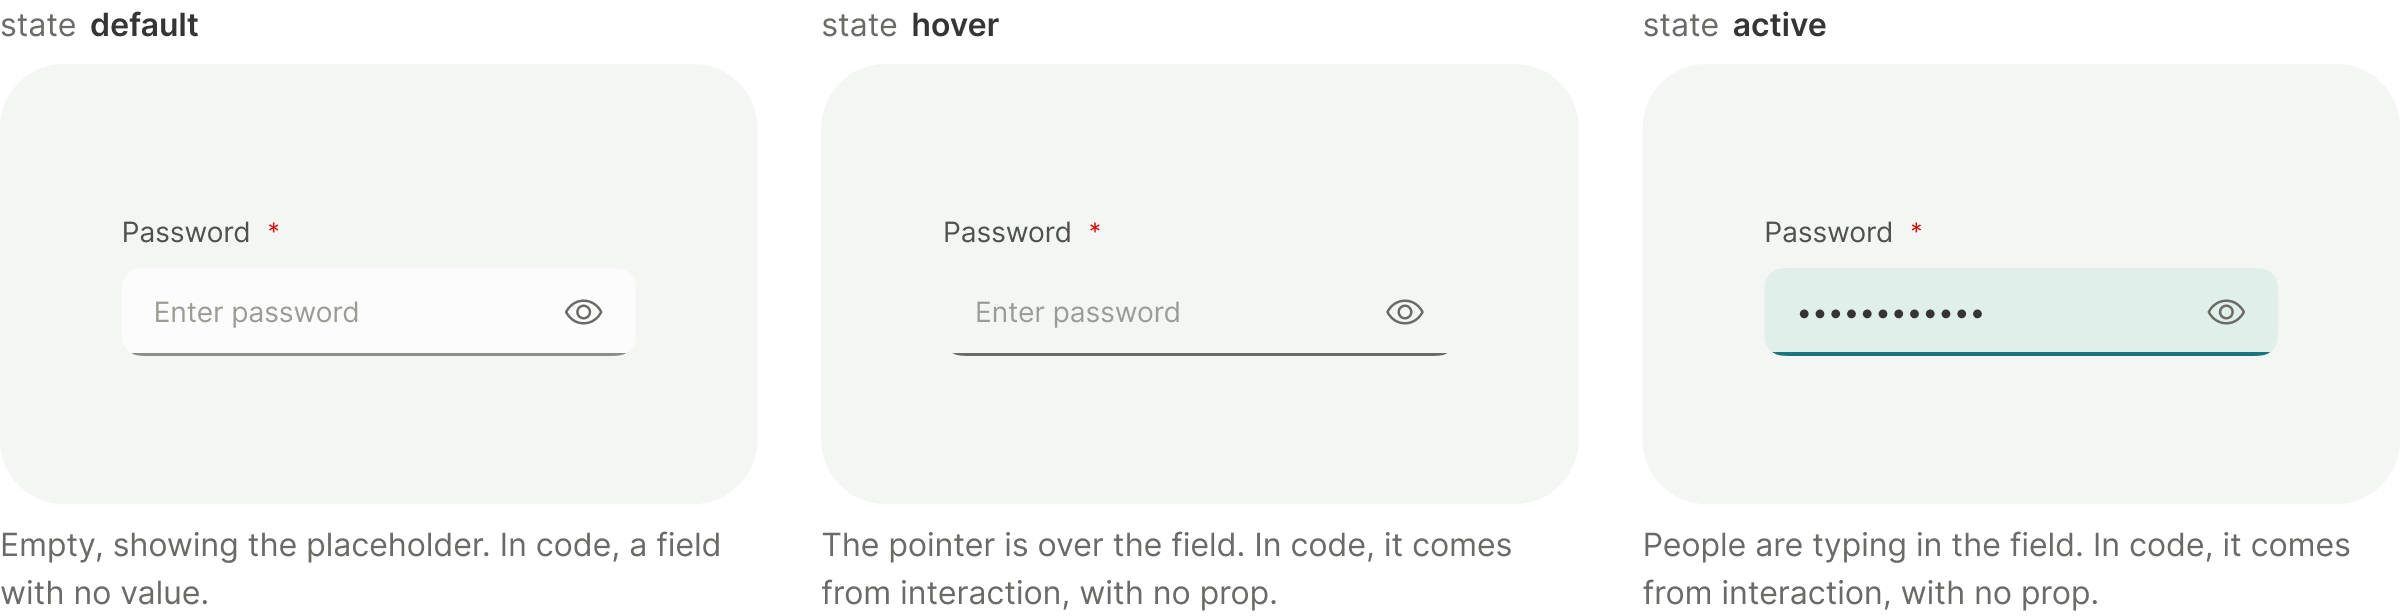 state default
Password *
Enter password
Empty, showing the placeholder. In code, a field
with no value.
state hover
Password *
Enter password
The pointer is over the field. In code, it comes
from interaction, with no prop.
state active
Password *
••••••••••••
People are typing in the field. In code, it comes
from interaction, with no prop.